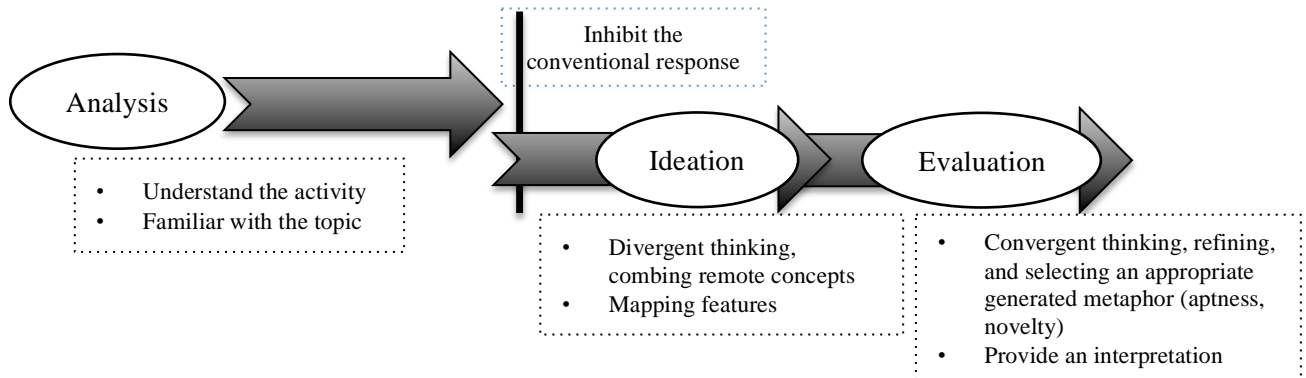 Inhibit the
conventional response
Analysis
• Understand the activity
• Familiar with the topic
Ideation
• Divergent thinking,
combing remote concepts
• Mapping features
Evaluation
• Convergent thinking, refining,
and selecting an appropriate
generated metaphor (aptness,
novelty)
• Provide an interpretation